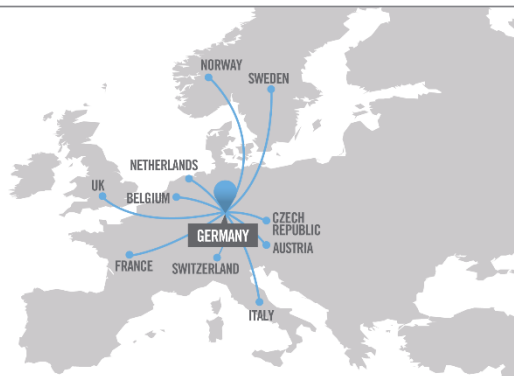 NORWAY
SWEDEN
NETHERLANDS
UK
BELGIUM
CZECH
REPUBLIC
GERMANY
AUSTRIA
FRANCE
SWITZERLAND
ITALY